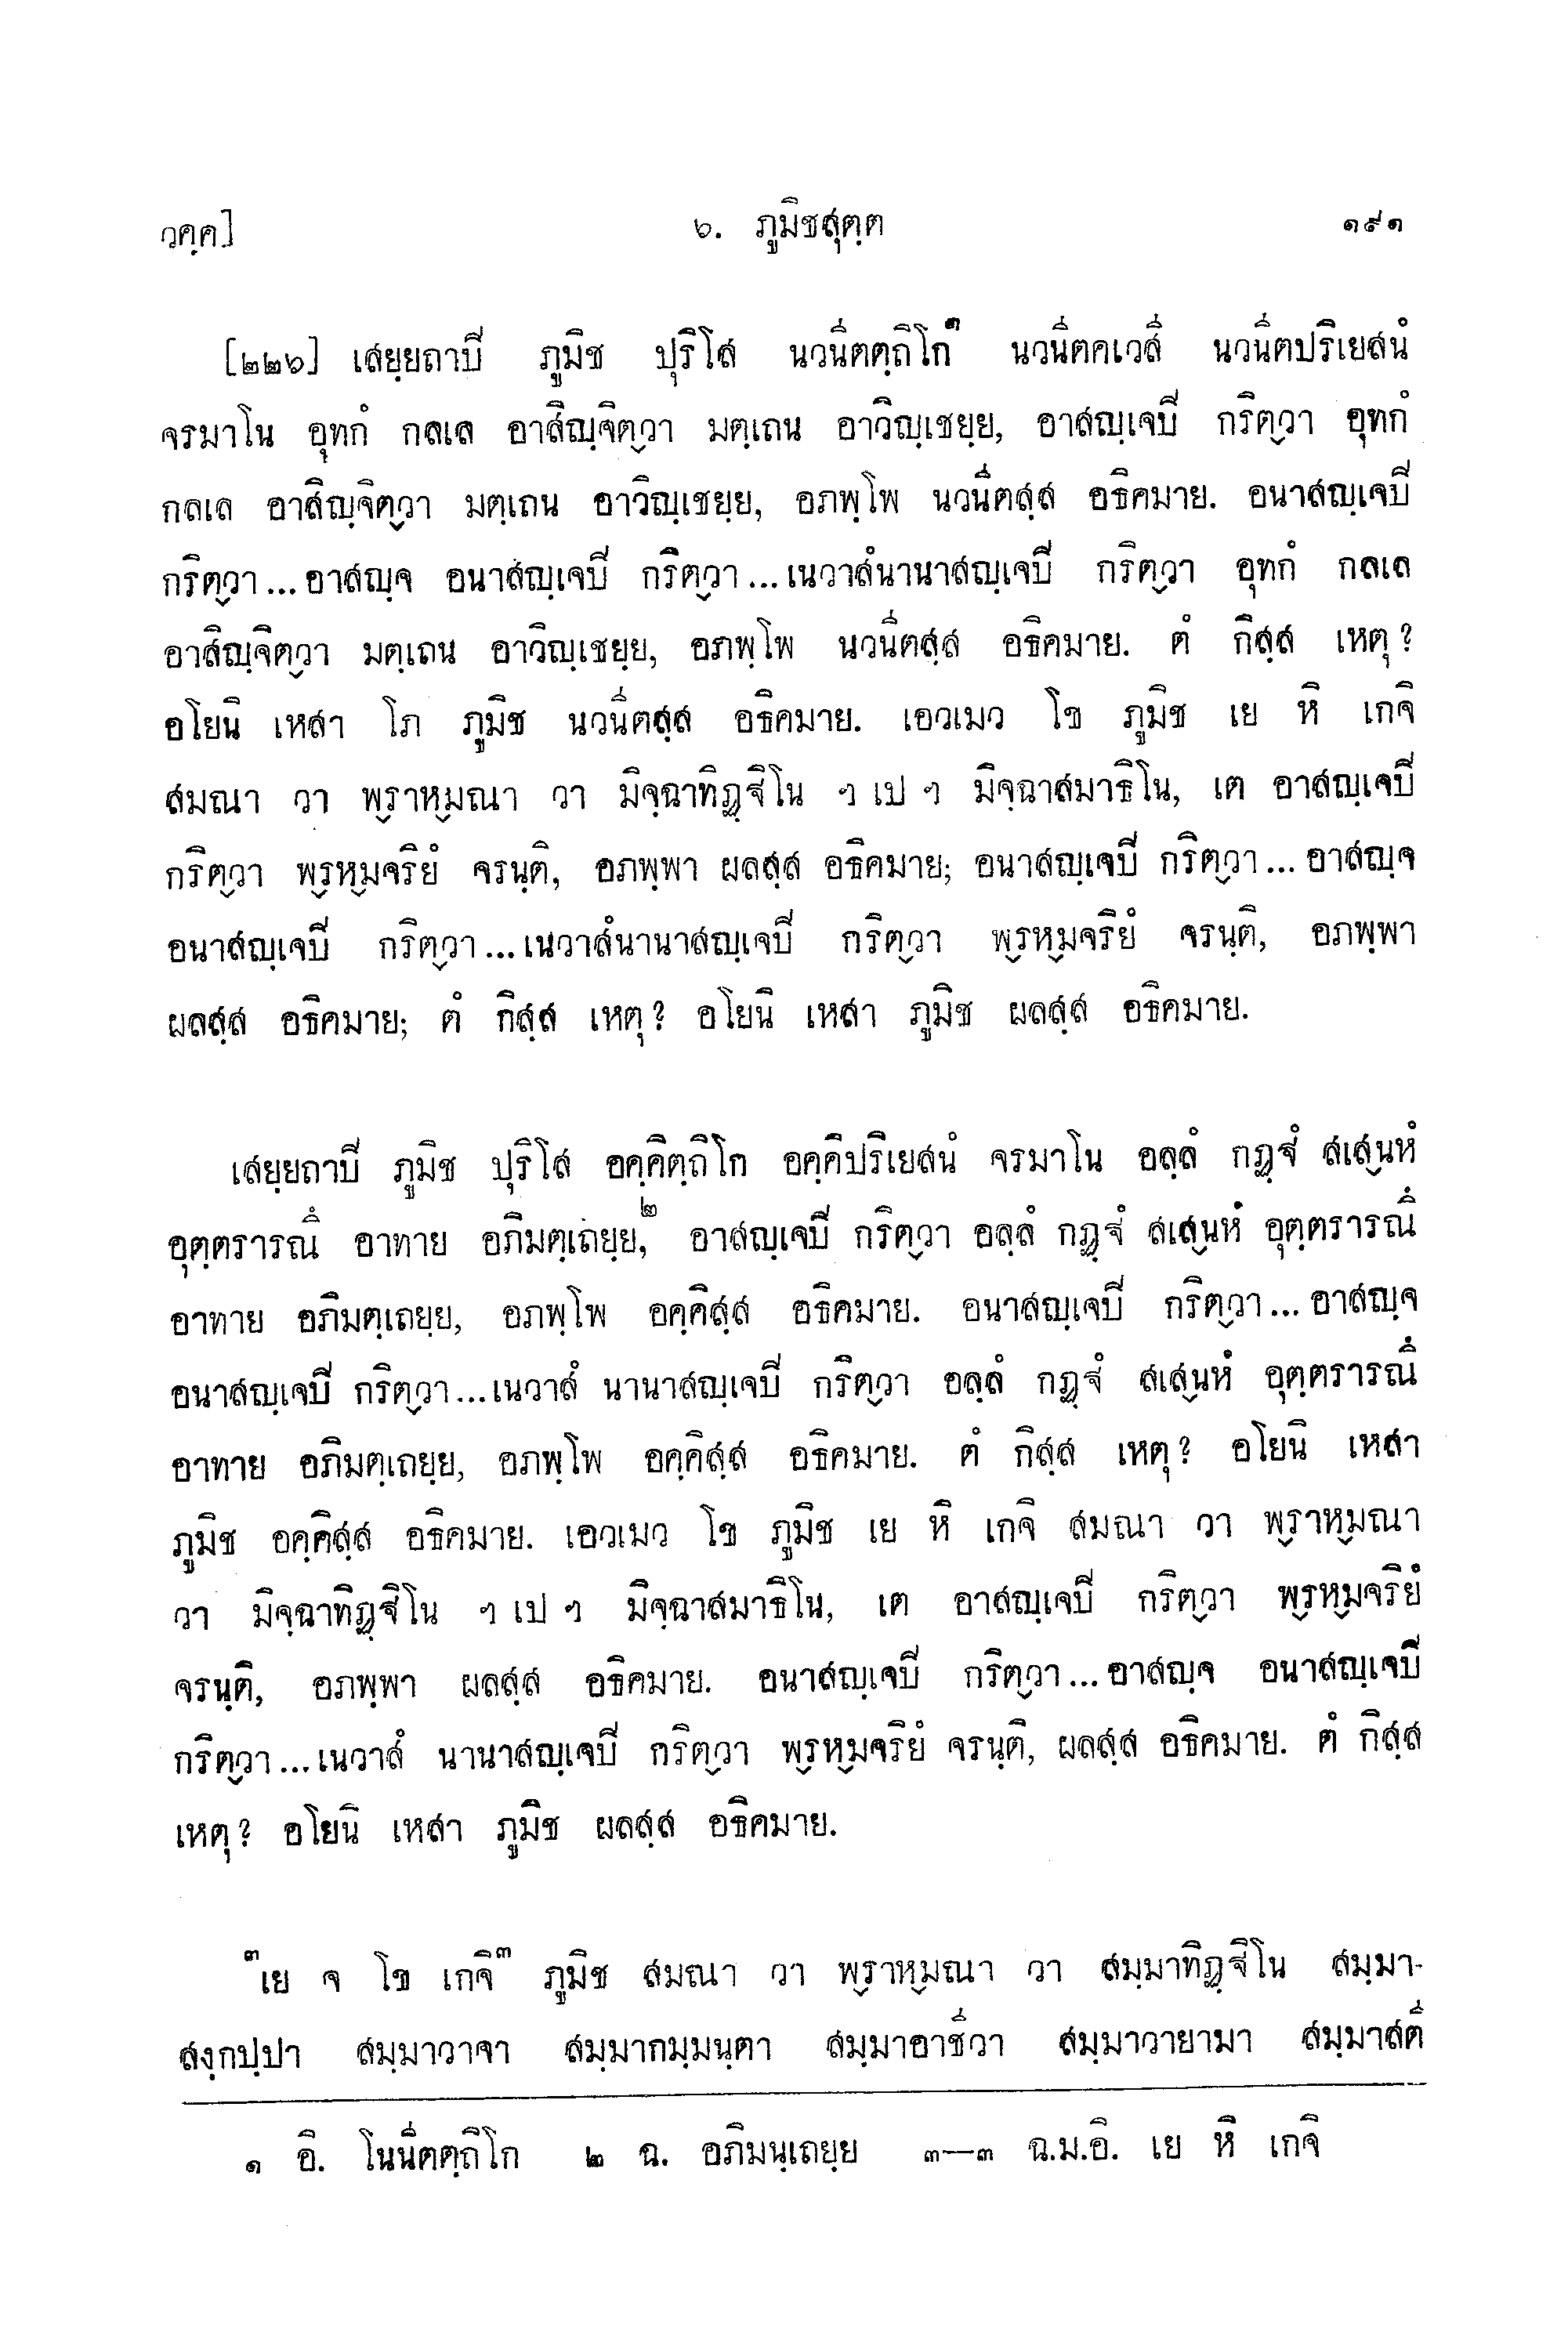 วคฺค]	๖. ภูมิชสุตฺต	๑๙๑
[๒๒๖] เสยฺยถาปี ภูมิช ปุริโส นวนีตตฺถิโก๑ นวนีตคเวสี นวนีตปริเยสนํ
จรมาโน อุทกํ กลเล อาสิญฺจิตฺวา มตฺเถน อาวิญฺเชยฺย, อาสญฺเจปี กริตฺวา อุทกํ
กลเล อาสิญฺจิตฺวา มตฺเถน อาวิญฺเชยฺย, อภพฺโพ นวนีตสฺส อธิคมาย. อนาสญฺเจปี
กริตฺวา...อาสญฺจ อนาสญฺเจปี กริตฺวา...เนวาสํนานาสญฺเจปี กริตฺวา อุทกํ กลเล
อาสิญฺจิตฺวา มตฺเถน อาวิญฺเชยฺย, อภพฺโพ นวนีตสฺส อธิคมาย. ตํ กิสฺส เหตุ?
อโยนิ เหสา โภ ภูมิช นวนีตสฺส อธิคมาย. เอวเมว โข ภูมิช เย หิ เกจิ
สมณา วา พฺราหฺมณา วา มิจฺฉาทิฏฺฐิโน ฯ เป ฯ มิจฺฉาสมาธิโน, เต อาสญฺเจปี
กริตฺวา พฺรหฺมจริยํ จรนฺติ, อภพฺพา ผลสฺส อธิคมาย; อนาสญฺเจปี กริตฺวา...อาสญฺจ
อนาสญฺเจปี กริตฺวา...เนวาสํนานาสญฺเจปี กริตฺวา พฺรหฺมจริยํ จรนฺติ, อภพฺพา
ผลสฺส อธิคมาย; ตํ กิสฺส เหตุ? อโยนิ เหสา ภูมิช ผลสฺส อธิคมาย.
เสยฺยถาปี ภูมิช ปุริโส อคฺคิตฺถิโก อคฺคิปริเยสนํ จรมาโน อลฺลํ กฏฺฐํ สเสฺนหํ
อุตฺตรารณึ อาทาย อภิมตฺเถยฺย,๒ อาสญฺเจปี กริตฺวา อลฺลํ กฏฺฐํ สเสฺนหํ อุตฺตรารณึ
อาทาย อภิมตฺเถยฺย, อภพฺโพ อคฺคิสฺส อธิคมาย. อนาสญฺเจปี กริตฺวา...อาสญฺจ
อนาสญฺเจปี กริตฺวา...เนวาสํ นานาสญฺเจปี กริตฺวา อลฺลํ กฏฺฐํ สเสฺนหํ อุตฺตรารณึ
อาทาย อภิมตฺเถยฺย, อภพฺโพ อคฺคิสฺส อธิคมาย. ตํ กิสฺส เหตุ? อโยนิ เหสา
ภูมิช อคฺคิสฺส อธิคมาย. เอวเมว โข ภูมิช เย หิ เกจิ สมณา วา พฺราหฺมณา
วา มิจฺฉาทิฏฺฐิโน ฯ เป ฯ มิจฺฉาสมาธิโน, เต อาสญฺเจปี กริตฺวา พฺรหฺมจริยํ
จรนฺติ, อภพฺพา ผลสฺส อธิคมาย. อนาสญฺเจปี กริตฺวา...อาสญฺจ อนาสญฺเจปี
กริตฺวา...เนวาสํ นานาสญฺเจปี กริตฺวา พฺรหฺมจริยํ จรนฺติ, ผลสฺส อธิคมาย. ตํ กิสฺส
เหตุ? อโยนิ เหสา ภูมิช ผลสฺส อธิคมาย.
๓เย จ โข เกจิ๓ ภูมิช สมณา วา พฺราหฺมณา วา สมฺมาทิฏฺฐิโน สมฺมา-
สงฺกปฺปา สมฺมาวาจา สมฺมากมฺมนฺตา สมฺมาอาชีวา สมฺมาวายามา สมฺมาสตี
๑ อิ. โนนีตตฺถิโก ๒ ฉ. อภิมนฺเถยฺย ๓—๓ ฉ.ม.อิ. เย หิ เกจิ